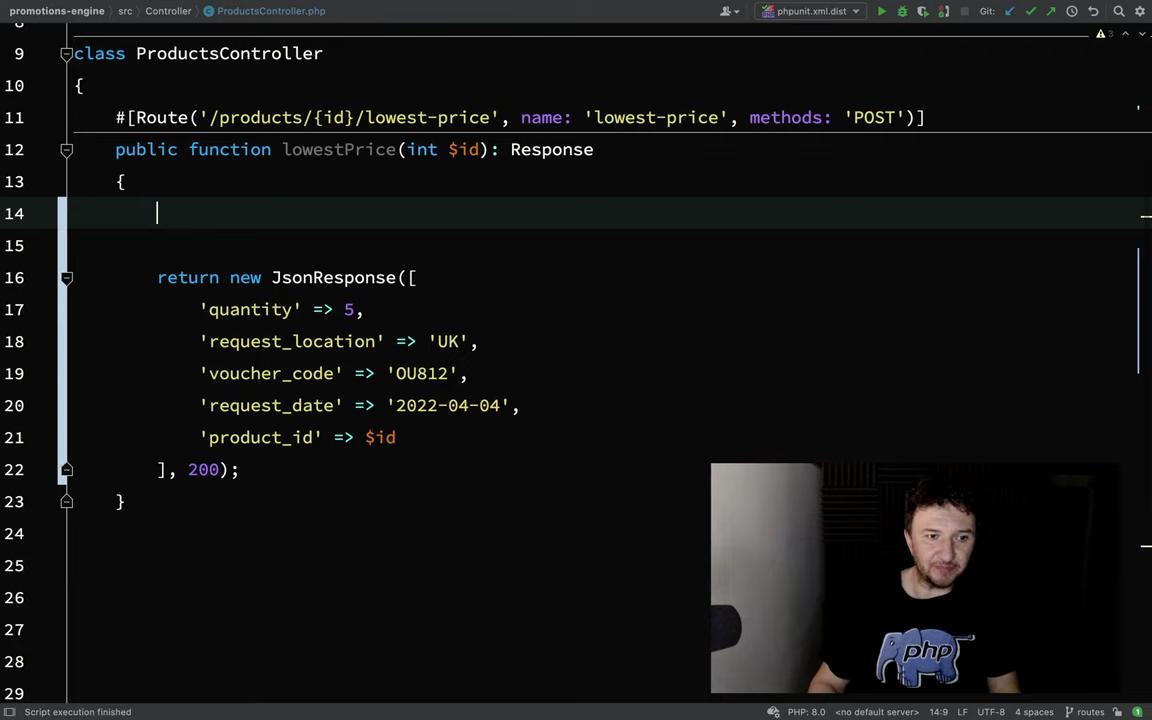 promotions-engine src Controller ProductsController.php phpunit.xml.dist Git:
8
3
9 class ProductsController
10 {
11 #[Route('/products/{id}/lowest-price', name: 'lowest-price', methods: 'POST')]
12 public function lowestPrice(int $id): Response
13 {
14
15
16 return new JsonResponse([
17 'quantity' => 5,
18 'request_location' => 'UK',
19 'voucher_code' => 'OU812',
20 'request_date' => '2022-04-04',
21 'product_id' => $id
22 ], 200);
23 }
24
25
26
27
28
29
php
Script execution finished PHP: 8.0 <no default server> 14:9 LF UTF-8 4 spaces routes 1